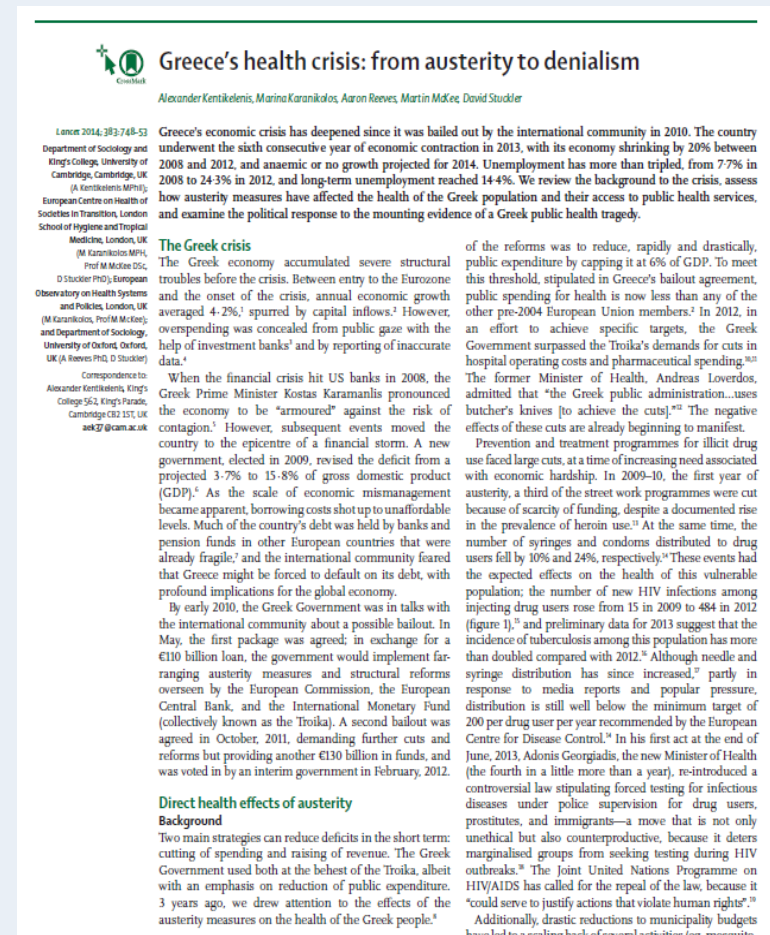 CrossMark
Greece's health crisis: from austerity to denialism
Alexander Kentikelenis, Marina Karanikolos, Aaron Reeves, Martin McKee, David Stuckler
Lancet 2014; 383: 748–53
Department of Sociology and
King's College, University of
Cambridge, Cambridge, UK
(A Kentikelenis MPhil);
European Centre on Health of
Societies in Transition, London
School of Hygiene and Tropical
Medicine, London, UK
(M Karanikolos MPH,
Prof M McKee DSc,
D Stuckler PhD); European
Observatory on Health Systems
and Policies, London, UK
(M Karanikolos, Prof M McKee);
and Department of Sociology,
University of Oxford, Oxford,
UK (A Reeves PhD, D Stuckler)
Correspondence to:
Alexander Kentikelenis, King's
College 562, King's Parade,
Cambridge CB2 1ST, UK
aek37@cam.ac.uk
Greece's economic crisis has deepened since it was bailed out by the international community in 2010. The country
underwent the sixth consecutive year of economic contraction in 2013, with its economy shrinking by 20% between
2008 and 2012, and anaemic or no growth projected for 2014. Unemployment has more than tripled, from 7·7% in
2008 to 24·3% in 2012, and long-term unemployment reached 14·4%. We review the background to the crisis, assess
how austerity measures have affected the health of the Greek population and their access to public health services,
and examine the political response to the mounting evidence of a Greek public health tragedy.
The Greek crisis
The Greek economy accumulated severe structural
troubles before the crisis. Between entry to the Eurozone
and the onset of the crisis, annual economic growth
averaged 4·2%,¹ spurred by capital inflows.² However,
overspending was concealed from public gaze with the
help of investment banks³ and by reporting of inaccurate
data.⁴
When the financial crisis hit US banks in 2008, the
Greek Prime Minister Kostas Karamanlis pronounced
the economy to be “armoured” against the risk of
contagion.⁵ However, subsequent events moved the
country to the epicentre of a financial storm. A new
government, elected in 2009, revised the deficit from a
projected 3·7% to 15·8% of gross domestic product
(GDP).⁶ As the scale of economic mismanagement
became apparent, borrowing costs shot up to unaffordable
levels. Much of the country's debt was held by banks and
pension funds in other European countries that were
already fragile,⁷ and the international community feared
that Greece might be forced to default on its debt, with
profound implications for the global economy.
By early 2010, the Greek Government was in talks with
the international community about a possible bailout. In
May, the first package was agreed; in exchange for a
€110 billion loan, the government would implement far-
ranging austerity measures and structural reforms
overseen by the European Commission, the European
Central Bank, and the International Monetary Fund
(collectively known as the Troika). A second bailout was
agreed in October, 2011, demanding further cuts and
reforms but providing another €130 billion in funds, and
was voted in by an interim government in February, 2012.
Direct health effects of austerity
Background
Two main strategies can reduce deficits in the short term:
cutting of spending and raising of revenue. The Greek
Government used both at the behest of the Troika, albeit
with an emphasis on reduction of public expenditure.
3 years ago, we drew attention to the effects of the
austerity measures on the health of the Greek people.⁸
of the reforms was to reduce, rapidly and drastically,
public expenditure by capping it at 6% of GDP. To meet
this threshold, stipulated in Greece's bailout agreement,
public spending for health is now less than any of the
other pre-2004 European Union members.² In 2012, in
an effort to achieve specific targets, the Greek
Government surpassed the Troika's demands for cuts in
hospital operating costs and pharmaceutical spending.¹⁰,¹¹
The former Minister of Health, Andreas Loverdos,
admitted that “the Greek public administration…uses
butcher's knives [to achieve the cuts].”¹² The negative
effects of these cuts are already beginning to manifest.
Prevention and treatment programmes for illicit drug
use faced large cuts, at a time of increasing need associated
with economic hardship. In 2009–10, the first year of
austerity, a third of the street work programmes were cut
because of scarcity of funding, despite a documented rise
in the prevalence of heroin use.¹³ At the same time, the
number of syringes and condoms distributed to drug
users fell by 10% and 24%, respectively.¹⁴ These events had
the expected effects on the health of this vulnerable
population; the number of new HIV infections among
injecting drug users rose from 15 in 2009 to 484 in 2012
(figure 1),¹⁵ and preliminary data for 2013 suggest that the
incidence of tuberculosis among this population has more
than doubled compared with 2012.¹⁶ Although needle and
syringe distribution has since increased,¹⁷ partly in
response to media reports and popular pressure,
distribution is still well below the minimum target of
200 per drug user per year recommended by the European
Centre for Disease Control.¹⁴ In his first act at the end of
June, 2013, Adonis Georgiadis, the new Minister of Health
(the fourth in a little more than a year), re-introduced a
controversial law stipulating forced testing for infectious
diseases under police supervision for drug users,
prostitutes, and immigrants—a move that is not only
unethical but also counterproductive, because it deters
marginalised groups from seeking testing during HIV
outbreaks.¹⁸ The Joint United Nations Programme on
HIV/AIDS has called for the repeal of the law, because it
“could serve to justify actions that violate human rights”.¹⁹
Additionally, drastic reductions to municipality budgets